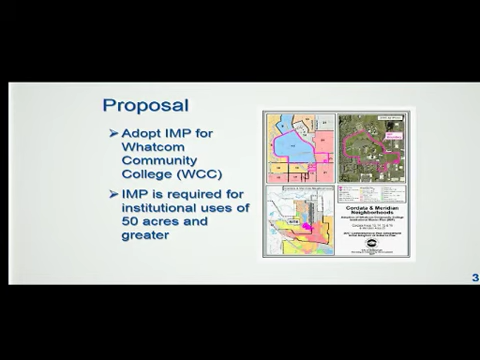 Proposal
Adopt IMP for
Whatcom
Community
College (WCC)
IMP is required for
institutional uses of
50 acres and
greater
Cordata & Meridian
Neighborhoods
3